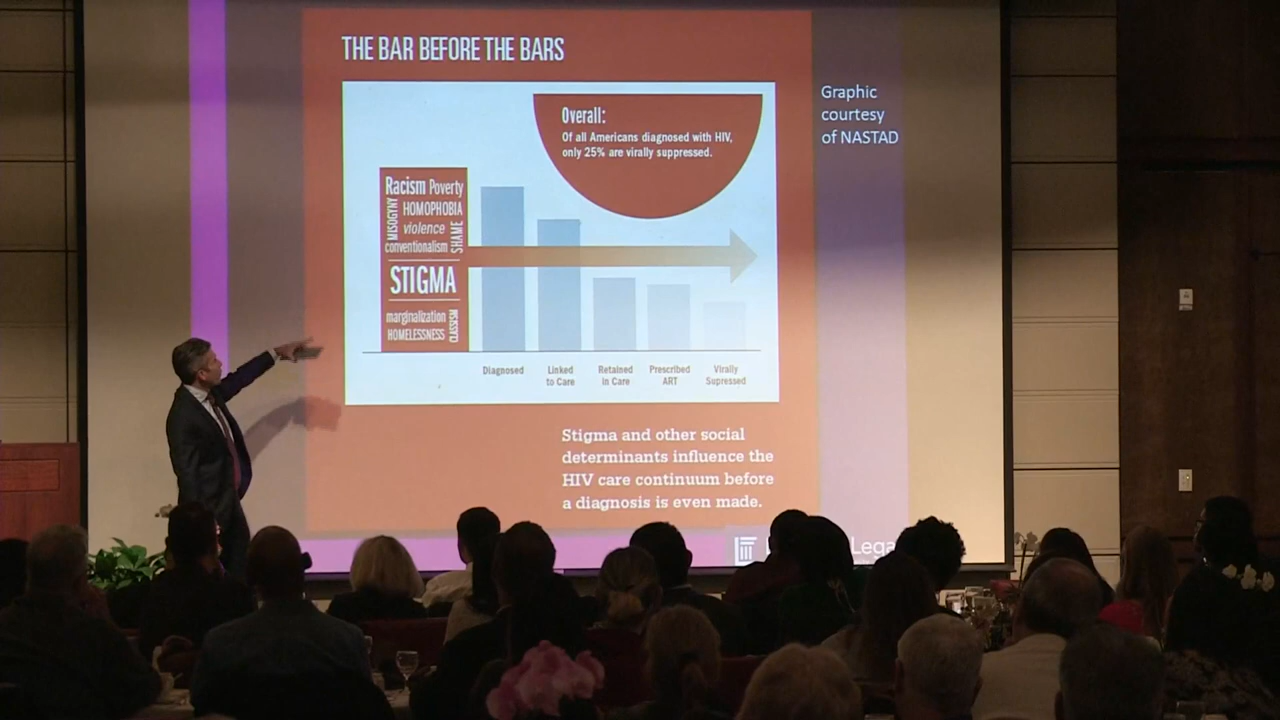 THE BAR BEFORE THE BARS
Graphic
courtesy
of NASTAD
Overall:
Of all Americans diagnosed with HIV,
only 25% are virally suppressed.
Racism Poverty
MISOGYNY
HOMOPHOBIA
violence
SHAME
conventionalism
STIGMA
marginalization
HOMELESSNESS
CLASSISM
Diagnosed
Linked
to Care
Retained
in Care
Prescribed
ART
Virally
Supressed
Stigma and other social
determinants influence the
HIV care continuum before
a diagnosis is even made.